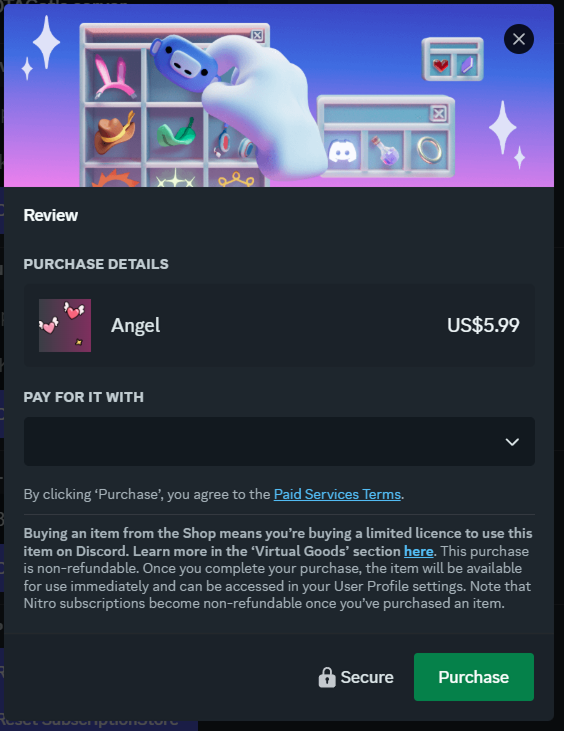 Review
PURCHASE DETAILS
Angel
US$5.99
PAY FOR IT WITH
By clicking ‘Purchase’, you agree to the Paid Services Terms.
Buying an item from the Shop means you’re buying a limited licence to use this
item on Discord. Learn more in the ‘Virtual Goods’ section here. This purchase
is non-refundable. Once you complete your purchase, the item will be available
for use immediately and can be accessed in your User Profile settings. Note that
Nitro subscriptions become non-refundable once you’ve purchased an item.
Secure
Purchase
Reset SubscriptionStore